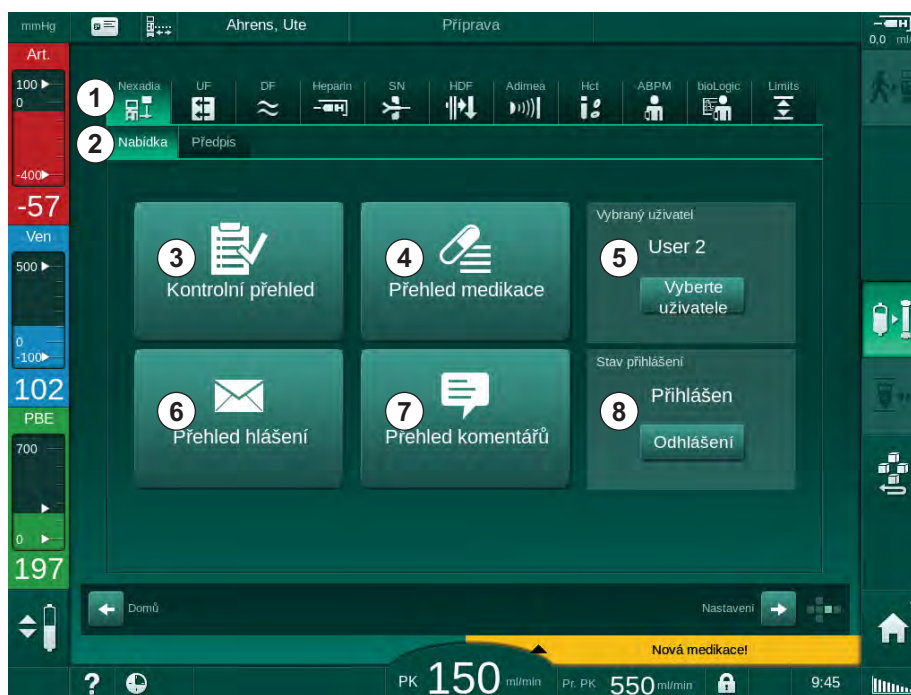 mmHg
Ahrens, Ute
Příprava
0,0 ml/
Art.
100
0
-400
-57
Ven
500
0
-100
102
PBE
700
0
197
1
Nexadia
UF
DF
Heparin
SN
HDF
Adimea
Hct
ABPM
bioLogic
Limits
2
Nabídka
Předpis
3
Kontrolní přehled
4
Přehled medikace
Vybraný uživatel
5
User 2
Vyberte
uživatele
6
Přehled hlášení
7
Přehled komentářů
Stav přihlášení
8
Přihlášen
Odhlášení
Domů
Nastavení
Nová medikace!
?
PK 150 ml/min
Pr. PK 550 ml/min
9:45